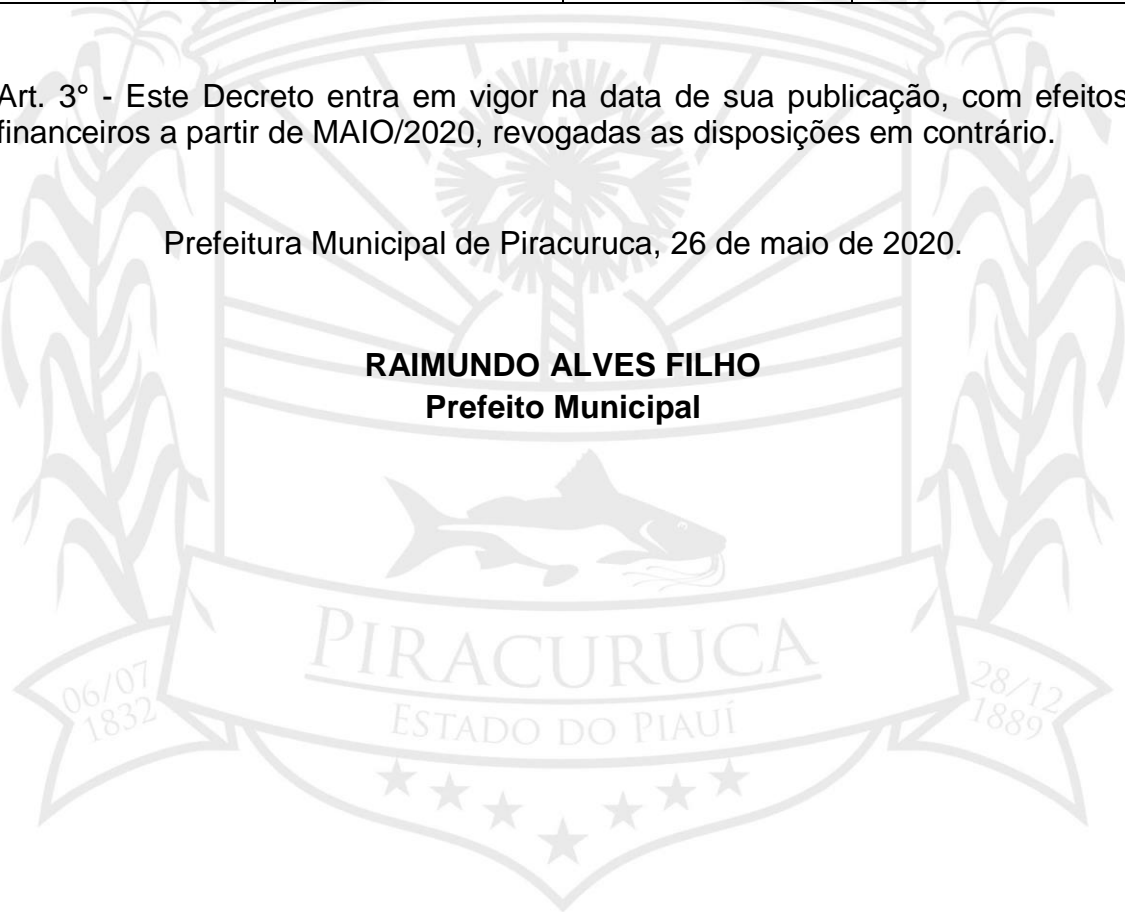 Art. 3° - Este Decreto entra em vigor na data de sua publicação, com efeitos
financeiros a partir de MAIO/2020, revogadas as disposições em contrário.
Prefeitura Municipal de Piracuruca, 26 de maio de 2020.
RAIMUNDO ALVES FILHO
Prefeito Municipal
PIRACURUCA
06/07
1832
28/12
1889
ESTADO DO PIAUÍ